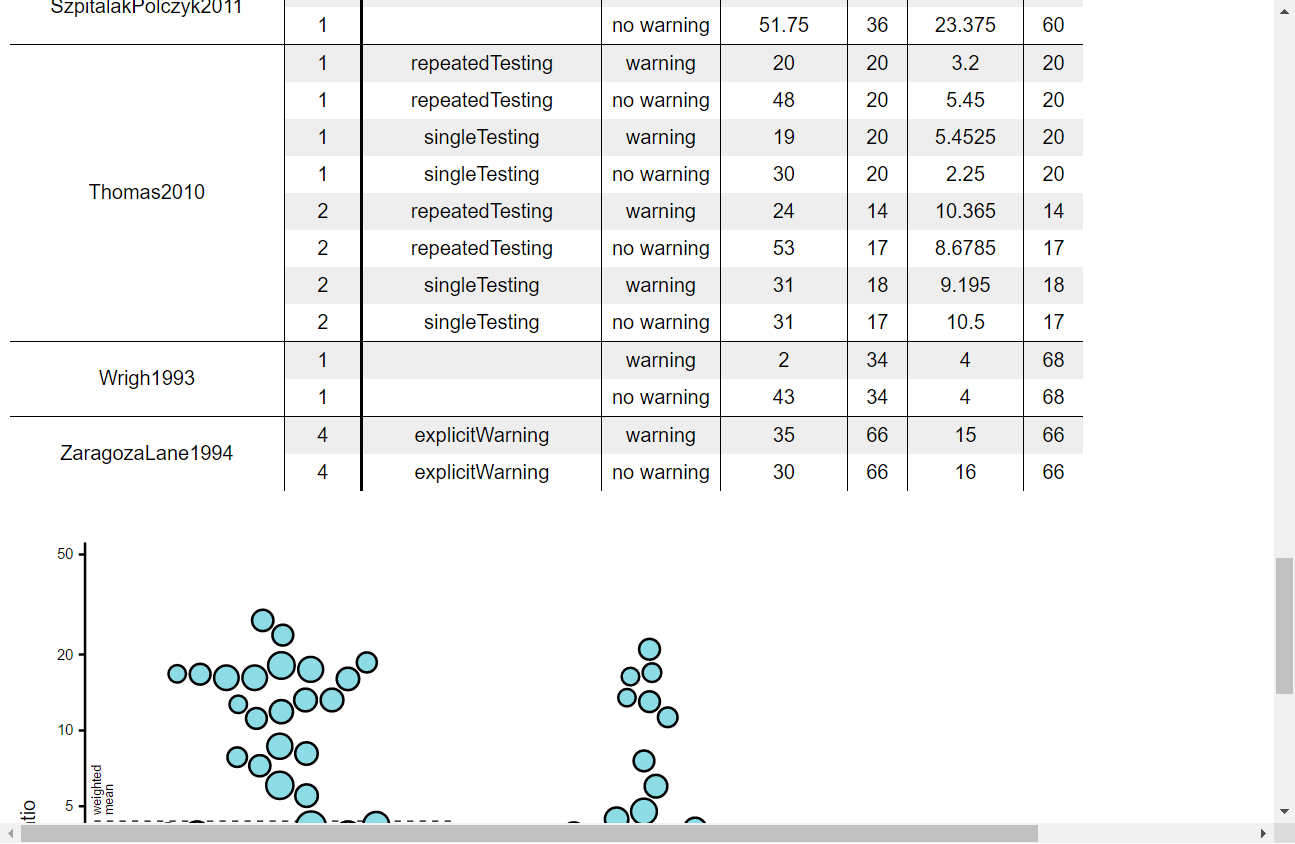 SzpitalakPolczyk2011
1 no warning 51.75 36 23.375 60
1 repeatedTesting warning 20 20 3.2 20
1 repeatedTesting no warning 48 20 5.45 20
1 singleTesting warning 19 20 5.4525 20
Thomas2010
1 singleTesting no warning 30 20 2.25 20
2 repeatedTesting warning 24 14 10.365 14
2 repeatedTesting no warning 53 17 8.6785 17
2 singleTesting warning 31 18 9.195 18
2 singleTesting no warning 31 17 10.5 17
Wrigh1993
1 warning 2 34 4 68
1 no warning 43 34 4 68
ZaragozaLane1994
4 explicitWarning warning 35 66 15 66
4 explicitWarning no warning 30 66 16 66
50
20
10
5
weighted
mean